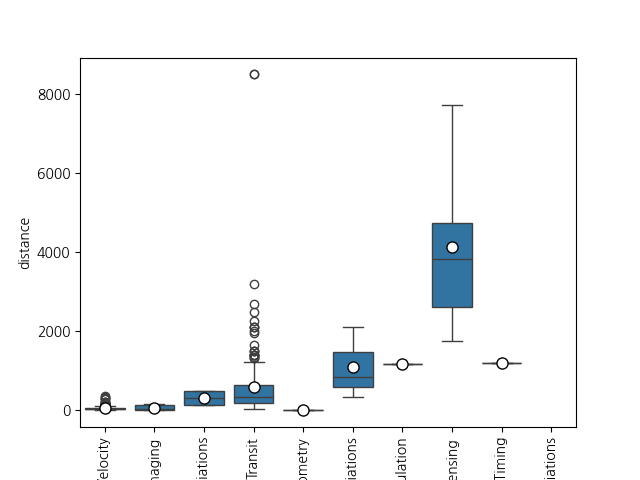 8000
6000
4000
2000
0
distance
elocity
naging
iations
Transit
ometry
iations
ulation
ensing
Timing
iations